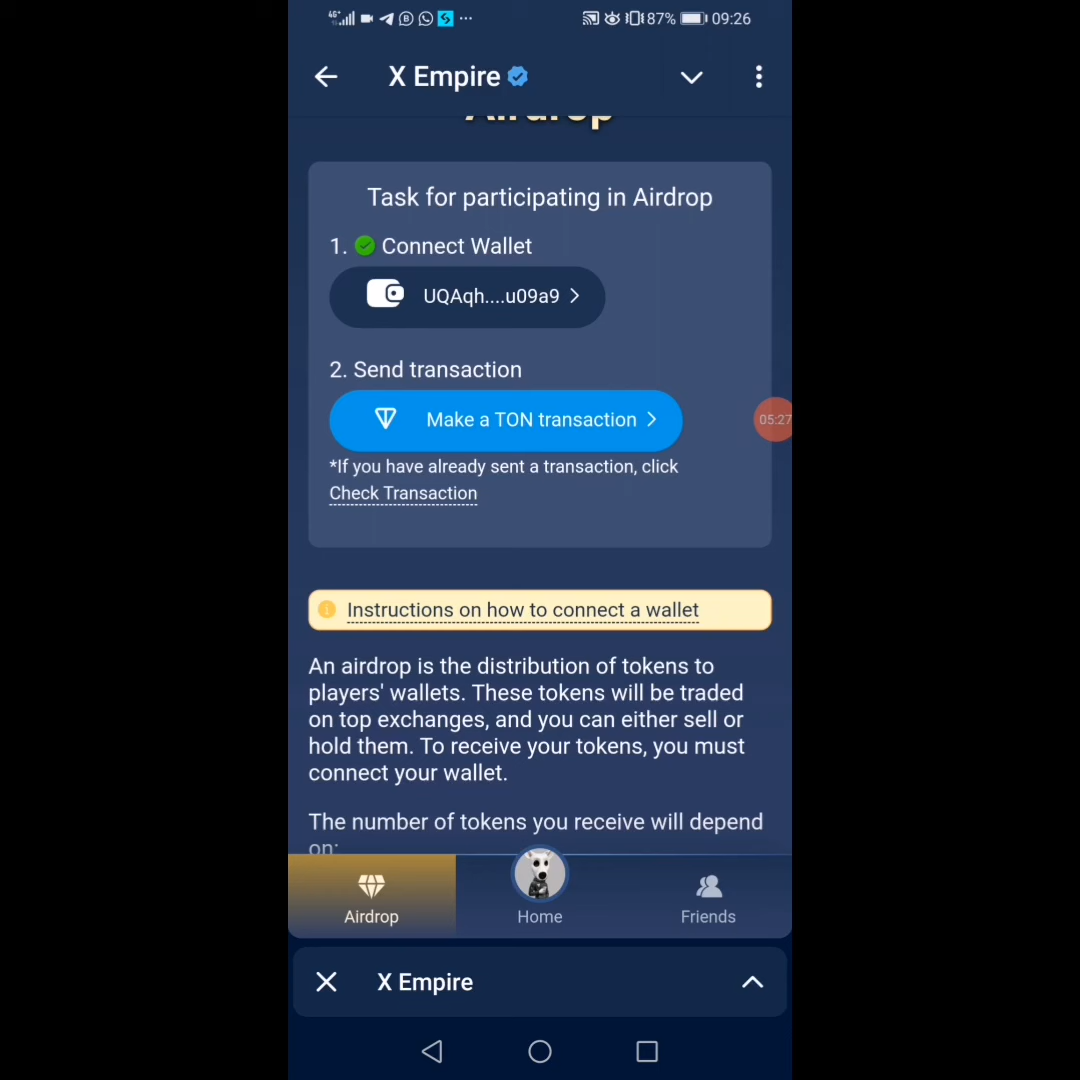 4G 87% 09:26
X Empire
Airdrop
Task for participating in Airdrop
1. Connect Wallet
UQAqh....u09a9
2. Send transaction
Make a TON transaction
05:27
*If you have already sent a transaction, click
Check Transaction
Instructions on how to connect a wallet
An airdrop is the distribution of tokens to
players' wallets. These tokens will be traded
on top exchanges, and you can either sell or
hold them. To receive your tokens, you must
connect your wallet.
The number of tokens you receive will depend
on:
Airdrop
Home
Friends
X Empire